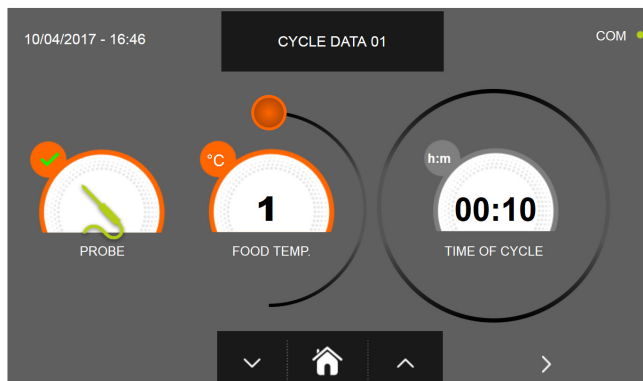 10/04/2017 - 16:46
CYCLE DATA 01
COM
°C
h:m
1
00:10
PROBE
FOOD TEMP.
TIME OF CYCLE